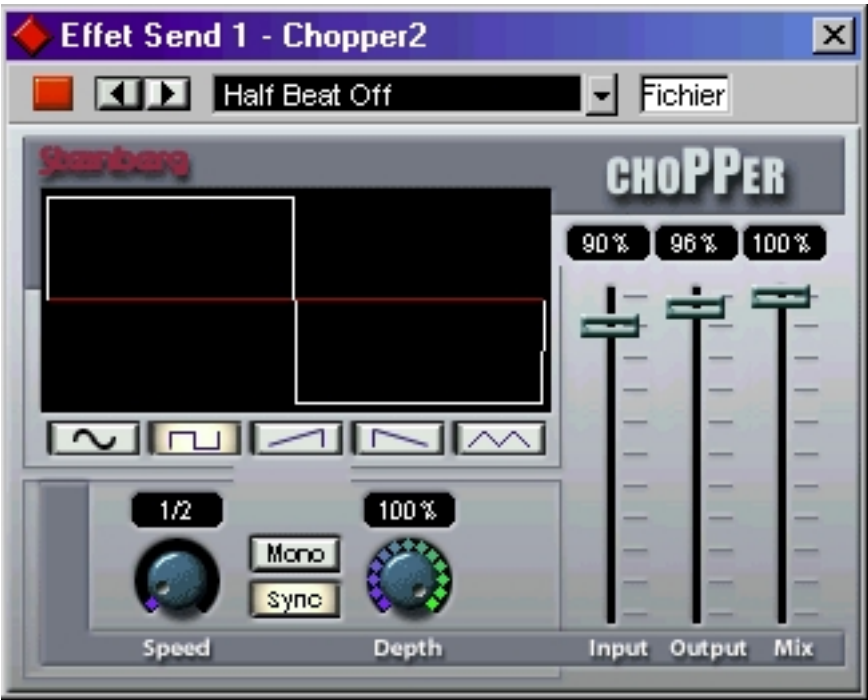 Effet Send 1 - Chopper2
Half Beat Off
Fichier
Steinberg
CHOPPER
90 % 96 % 100 %
1/2 100 %
Mono
Sync
Speed Depth Input Output Mix